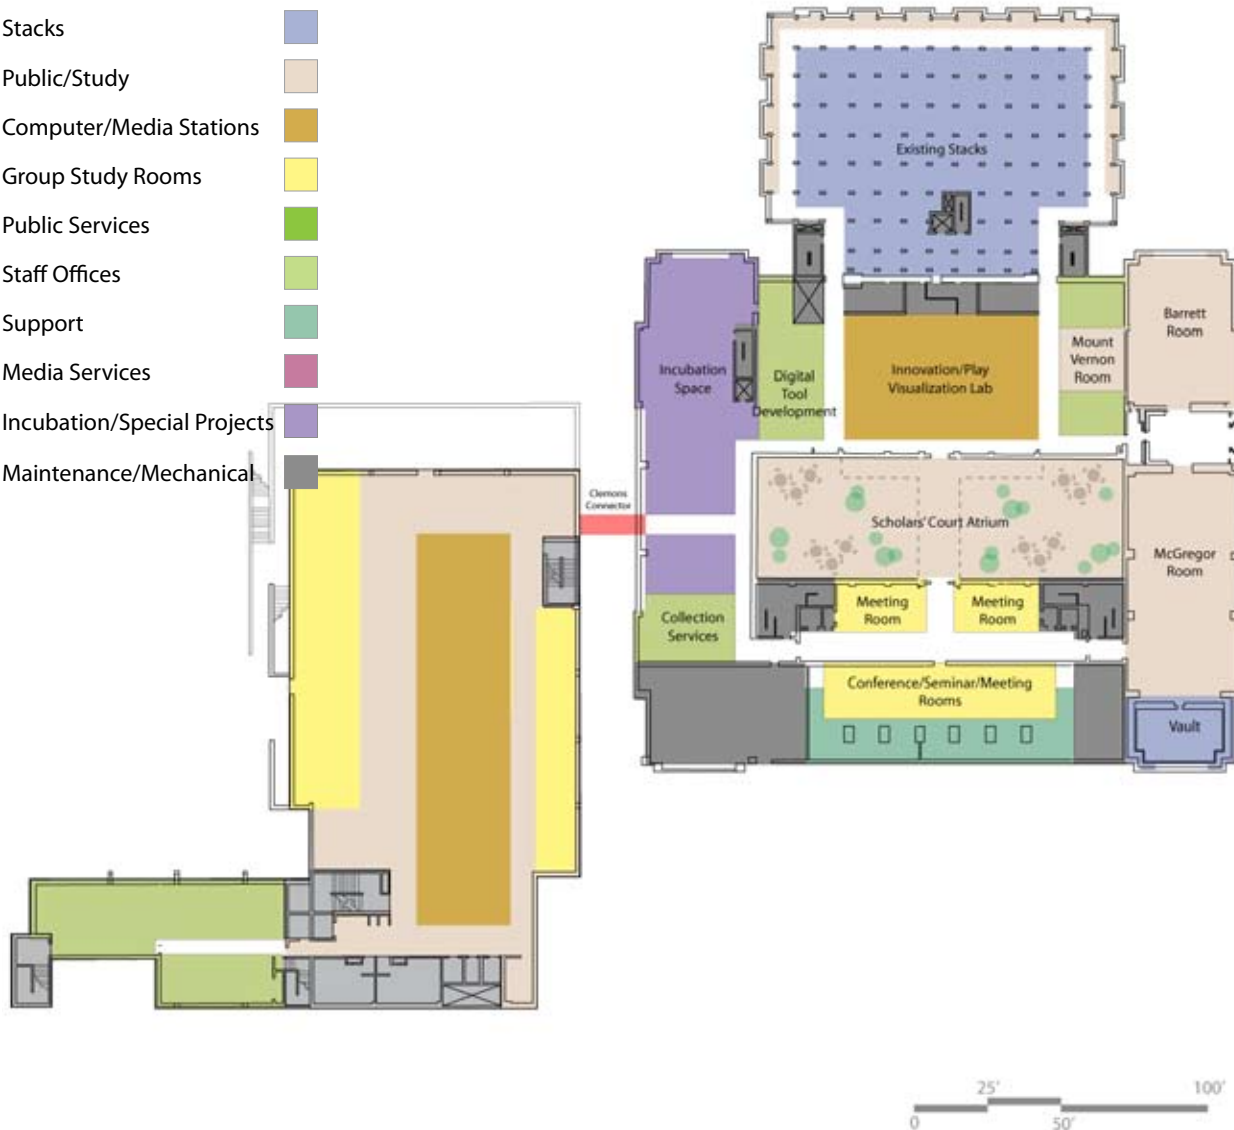 Stacks
Public/Study
Computer/Media Stations
Group Study Rooms
Public Services
Staff Offices
Support
Media Services
Incubation/Special Projects
Maintenance/Mechanical
Existing Stacks
Incubation
Space
Digital
Tool
Development
Innovation/Play
Visualization Lab
Mount
Vernon
Room
Barrett
Room
Clemons
Connector
Scholars' Court Atrium
McGregor
Room
Meeting
Room
Meeting
Room
Collection
Services
Conference/Seminar/Meeting
Rooms
Vault
25'
100'
0
50'